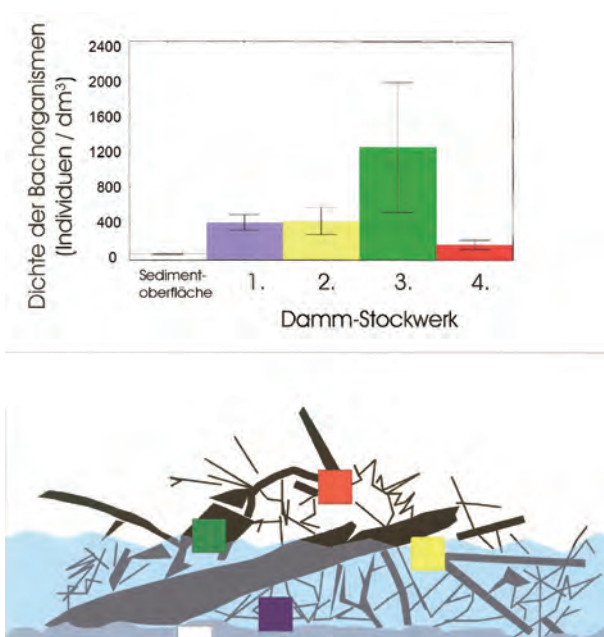 Dichte der Bachorganismen
(Individuen / dm³)
2400
2000
1600
1200
800
400
0
Sediment-
oberfläche
1.
2.
3.
4.
Damm-Stockwerk